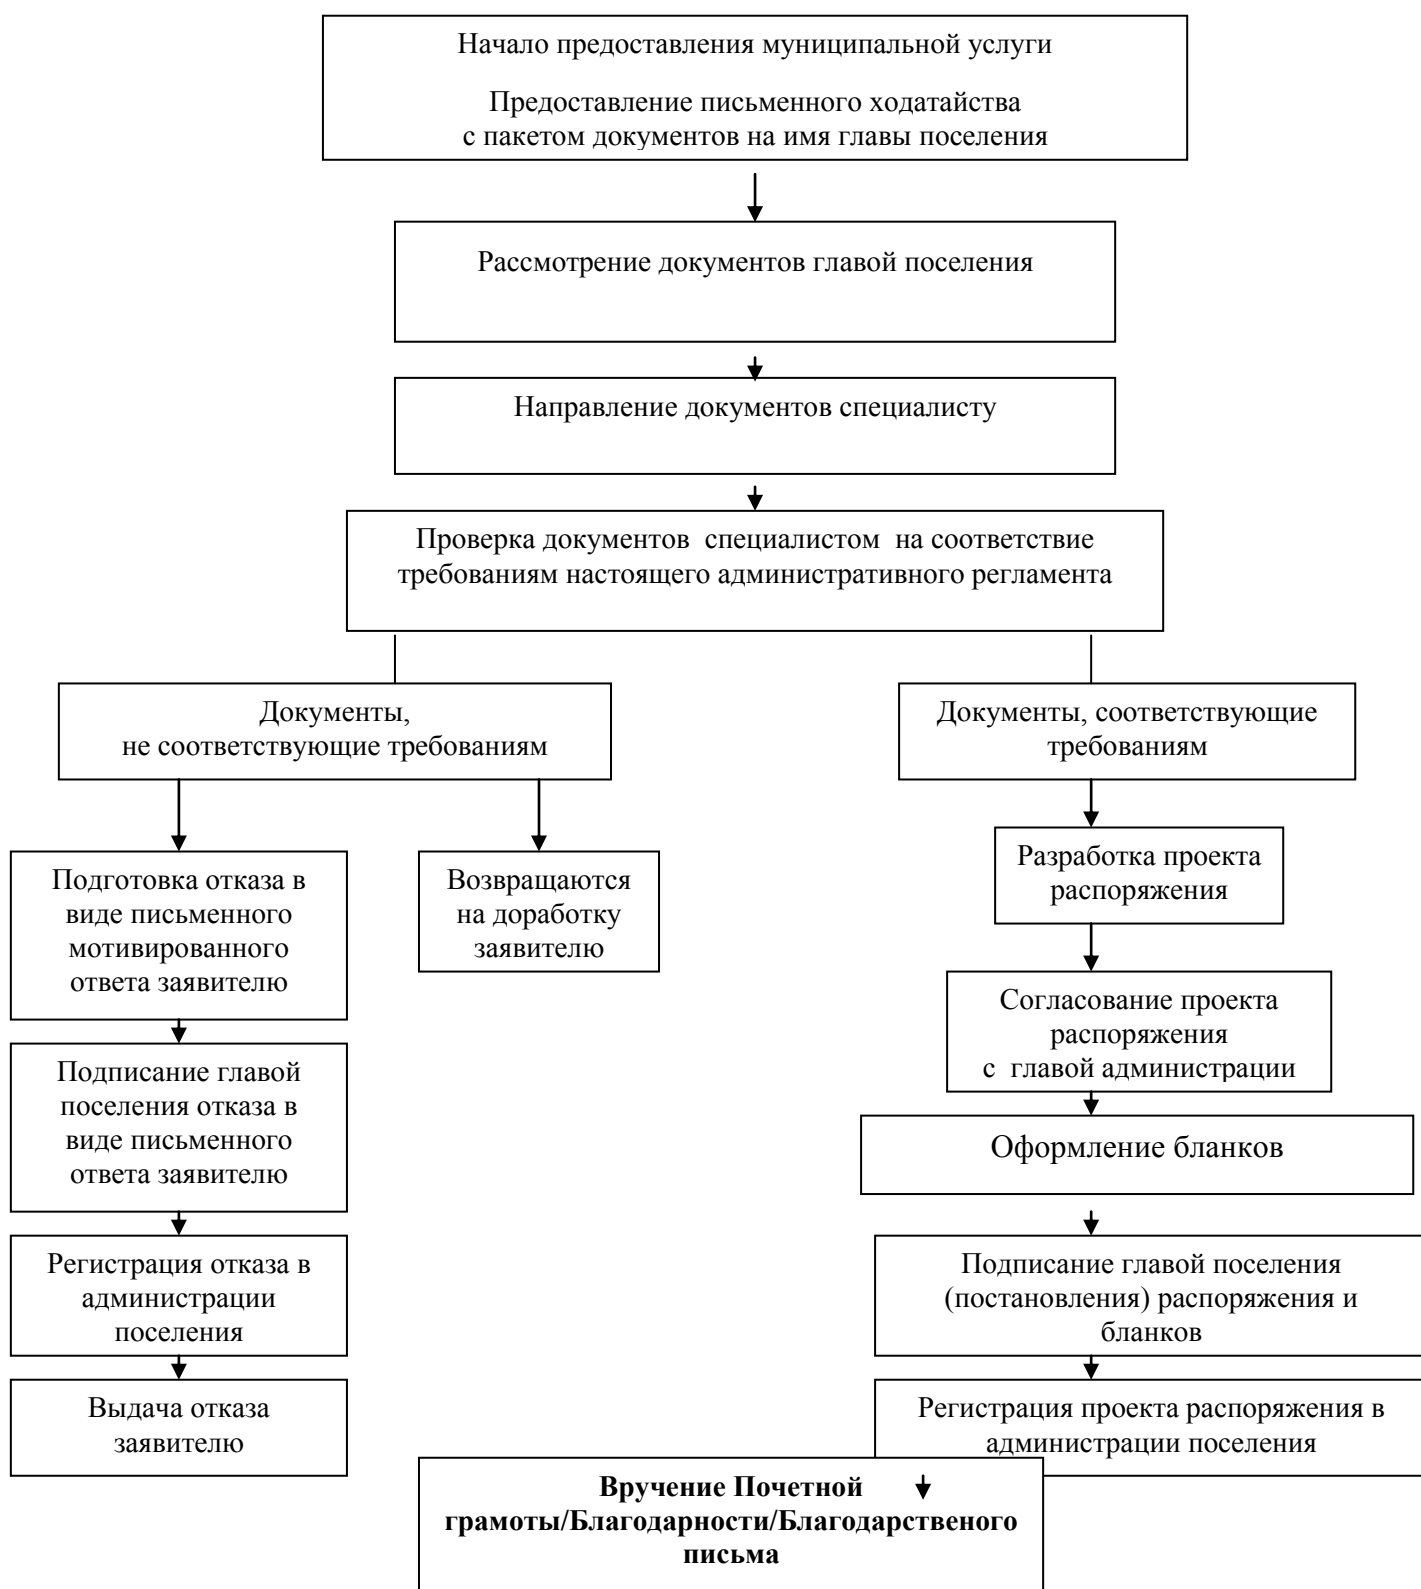 Начало предоставления муниципальной услуги
Предоставление письменного ходатайства
с пакетом документов на имя главы поселения
Рассмотрение документов главой поселения
Направление документов специалисту
Проверка документов специалистом на соответствие
требованиям настоящего административного регламента
Документы,
не соответствующие требованиям
Документы, соответствующие
требованиям
Подготовка отказа в
виде письменного
мотивированного
ответа заявителю
Возвращаются
на доработку
заявителю
Разработка проекта
распоряжения
Согласование проекта
распоряжения
с главой администрации
Подписание главой
поселения отказа в
виде письменного
ответа заявителю
Оформление бланков
Регистрация отказа в
администрации
поселения
Подписание главой поселения
(постановления) распоряжения и
бланков
Выдача отказа
заявителю
Регистрация проекта распоряжения в
администрации поселения
Вручение Почетной
грамоты/Благодарности/Благодарственого
письма